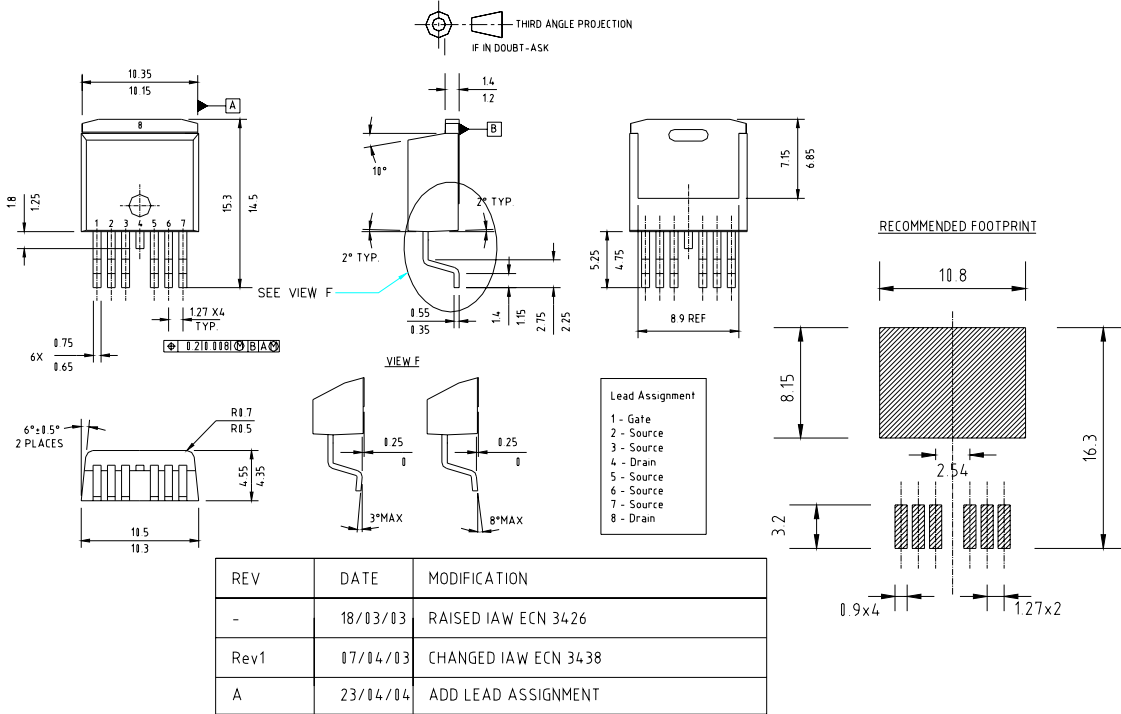 THIRD ANGLE PROJECTION
IF IN DOUBT-ASK
10.35
10.15
A
8
1.4
1.2
B
10°
2° TYP.
2° TYP.
15.3
14.5
18
1.25
1 2 3 4 5 6 7
7.15
6.85
5.25
4.75
8.9 REF
SEE VIEW F
0.55
0.35
1.4
1.15
2.75
2.25
1.27 X4
TYP.
0.75
6X
0.65
⌖ 0.2|0.008 Ⓜ B A Ⓜ
VIEW F
RECOMMENDED FOOTPRINT
10.8
8.15
16.3
2.54
3.2
0.9x4
1.27x2
6°±0.5°
2 PLACES
R0.7
R0.5
4.55
4.35
10.5
10.3
0.25
0
3°MAX
0.25
0
8°MAX
Lead Assignment
1 - Gate
2 - Source
3 - Source
4 - Drain
5 - Source
6 - Source
7 - Source
8 - Drain
REV DATE MODIFICATION
- 18/03/03 RAISED IAW ECN 3426
Rev1 07/04/03 CHANGED IAW ECN 3438
A 23/04/04 ADD LEAD ASSIGNMENT